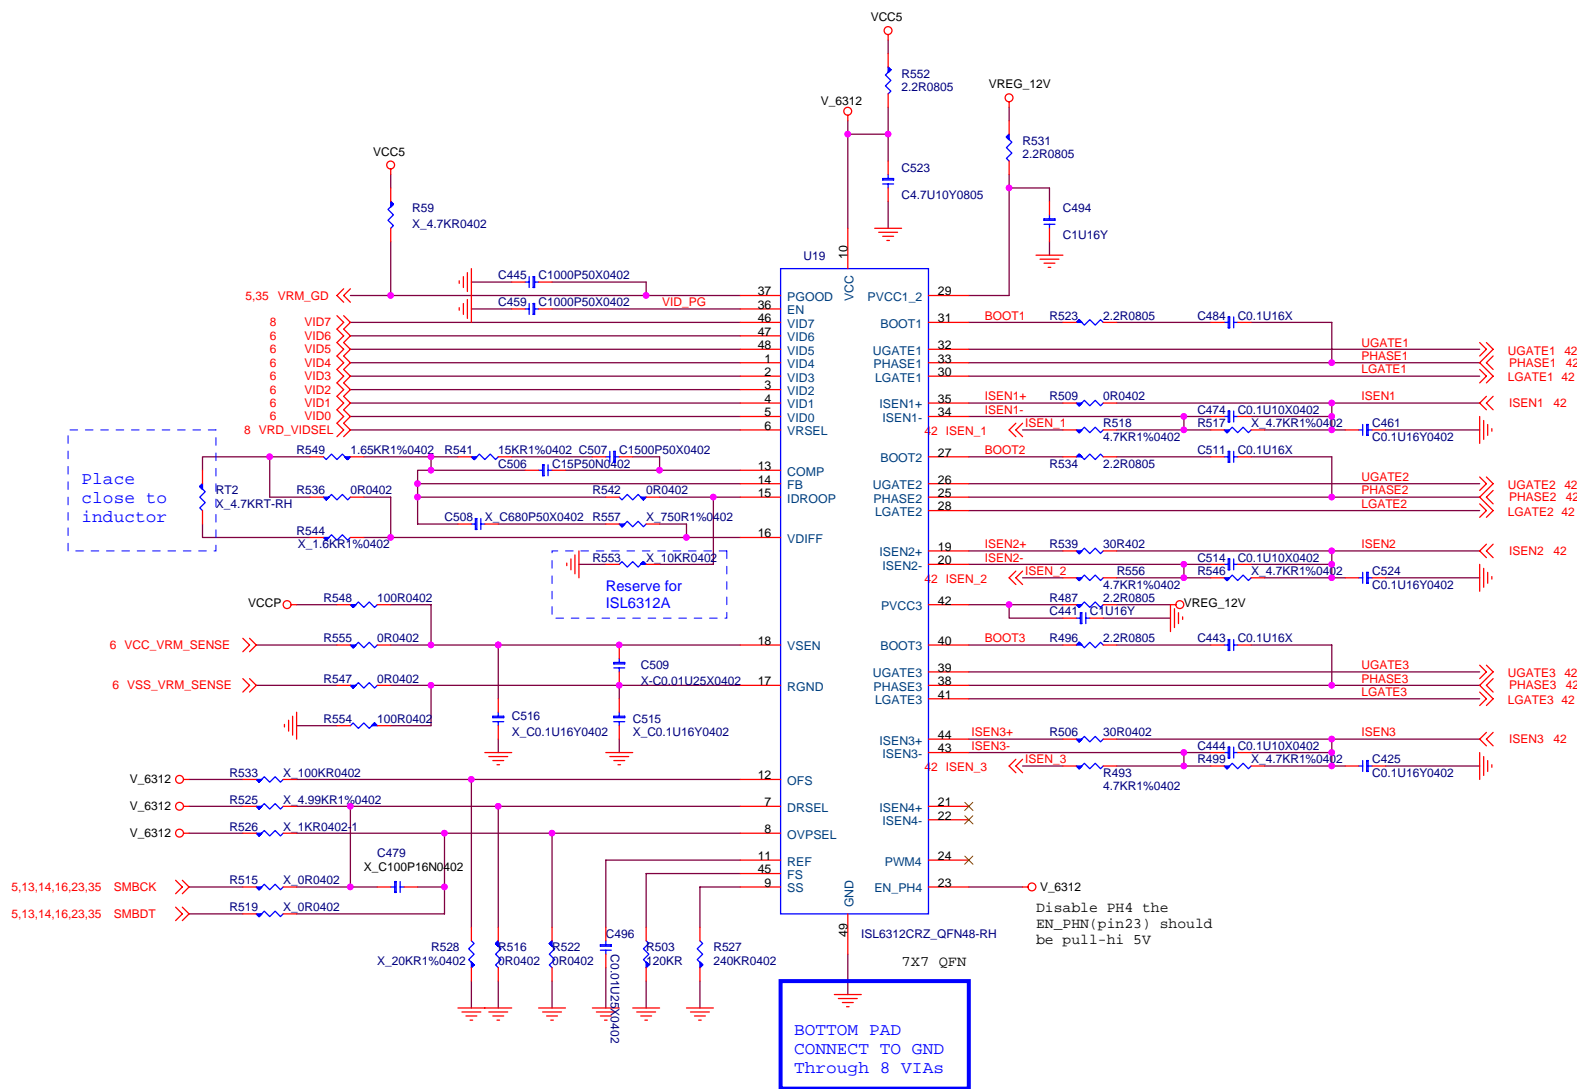 VCC5
R552
2.2R0805
V_6312
VREG_12V
R531
2.2R0805
VCC5
C523
C4.7U10Y0805
R59
X_4.7KR0402
C494
C1U16Y
U19
10
VCC
5,35 VRM_GD
C445 C1000P50X0402
C459 C1000P50X0402
VID_PG
37 PGOOD
36 EN
8 VID7 46 VID7
6 VID6 47 VID6
6 VID5 48 VID5
6 VID4 1 VID4
6 VID3 2 VID3
6 VID2 3 VID2
6 VID1 4 VID1
6 VID0 5 VID0
8 VRD_VIDSEL 6 VRSEL
PVCC1_2 29
BOOT1 31 BOOT1 R523 2.2R0805 C484 C0.1U16X
UGATE1 32 UGATE1 UGATE1 42
PHASE1 33 PHASE1 PHASE1 42
LGATE1 30 LGATE1 LGATE1 42
ISEN1+ 35 ISEN1+ R509 0R0402 ISEN1 ISEN1 42
ISEN1- 34 ISEN1- C474 C0.1U10X0402
42 ISEN_1 ISEN_1 R518 4.7KR1%0402 R517 X_4.7KR1%0402 C461 C0.1U16Y0402
BOOT2 27 BOOT2 R534 2.2R0805 C511 C0.1U16X
UGATE2 26 UGATE2 UGATE2 42
PHASE2 25 PHASE2 PHASE2 42
LGATE2 28 LGATE2 LGATE2 42
Place
close to
inductor
RT2
X_4.7KRT-RH
R549 1.65KR1%0402
R541 15KR1%0402
C507 C1500P50X0402
C506 C15P50N0402
R536 0R0402
R542 0R0402
R544
X_1.6KR1%0402
C508 X_C680P50X0402
R557 X_750R1%0402
13 COMP
14 FB
15 IDROOP
16 VDIFF
R553 X_10KR0402
Reserve for
ISL6312A
ISEN2+ 19 ISEN2+ R539 30R402 ISEN2 ISEN2 42
ISEN2- 20 ISEN2- C514 C0.1U10X0402
42 ISEN_2 ISEN_2 R556 4.7KR1%0402 R546 X_4.7KR1%0402 C524 C0.1U16Y0402
PVCC3 42 R487 2.2R0805 VREG_12V
C441 C1U16Y
BOOT3 40 BOOT3 R496 2.2R0805 C443 C0.1U16X
UGATE3 39 UGATE3 UGATE3 42
PHASE3 38 PHASE3 PHASE3 42
LGATE3 41 LGATE3 LGATE3 42
VCCP R548 100R0402
6 VCC_VRM_SENSE R555 0R0402 18 VSEN
C509
X-C0.01U25X0402
6 VSS_VRM_SENSE R547 0R0402 17 RGND
R554 100R0402
C516
X_C0.1U16Y0402
C515
X_C0.1U16Y0402
ISEN3+ 44 ISEN3+ R506 30R0402 ISEN3 ISEN3 42
ISEN3- 43 ISEN3- C444 C0.1U10X0402
42 ISEN_3 ISEN_3 R493 4.7KR1%0402 R499 X_4.7KR1%0402 C425 C0.1U16Y0402
V_6312 R533 X_100KR0402 12 OFS
V_6312 R525 X_4.99KR1%0402 7 DRSEL
V_6312 R526 X_1KR0402-1 8 OVPSEL
ISEN4+ 21
ISEN4- 22
PWM4 24
EN_PH4 23 V_6312
C479
X_C100P16N0402
11 REF
45 FS
9 SS
5,13,14,16,23,35 SMBCK R515 X_0R0402
5,13,14,16,23,35 SMBDT R519 X_0R0402
GND
49
Disable PH4 the
EN_PHN(pin23) should
be pull-hi 5V
R528
X_20KR1%0402
R516
0R0402
R522
0R0402
C496
C0.01U25X0402
R503
120KR
R527
240KR0402
ISL6312CRZ_QFN48-RH
7X7 QFN
BOTTOM PAD
CONNECT TO GND
Through 8 VIAs